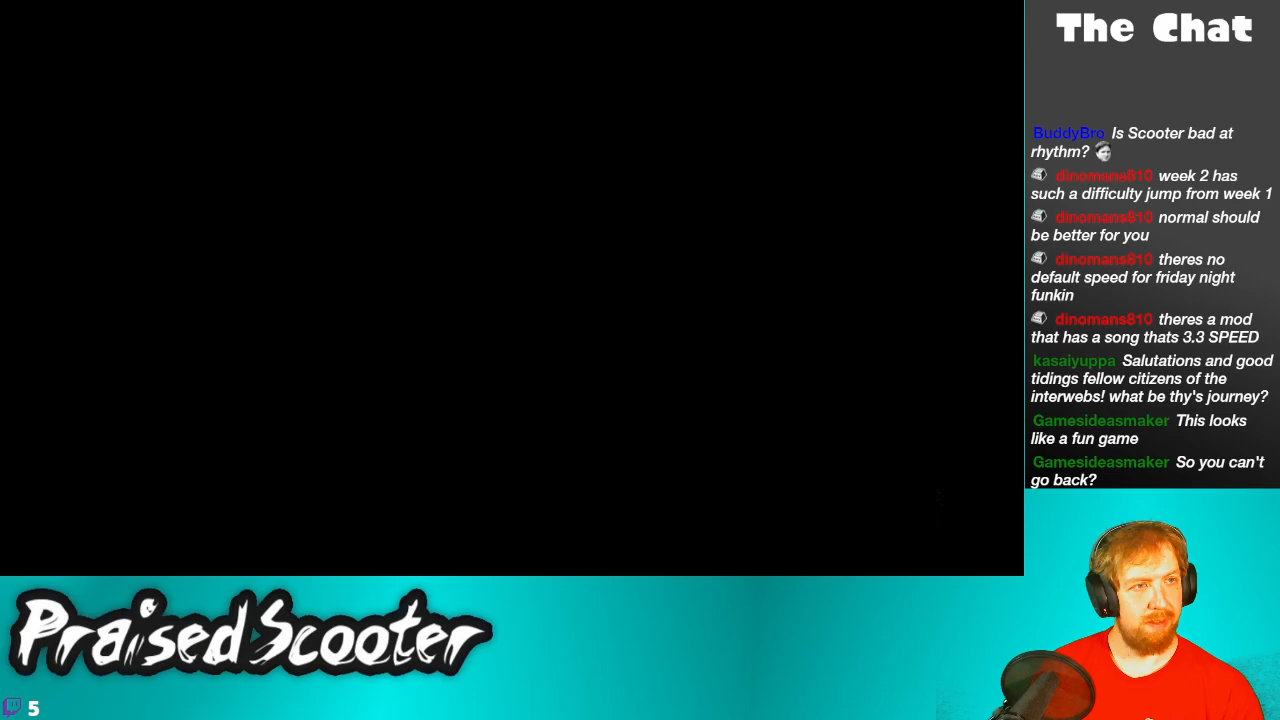 The Chat
BuddyBro Is Scooter bad at
rhythm?
dinomans810 week 2 has
such a difficulty jump from week 1
dinomans810 normal should
be better for you
dinomans810 theres no
default speed for friday night
funkin
dinomans810 theres a mod
that has a song thats 3.3 SPEED
kasaiyuppa Salutations and good
tidings fellow citizens of the
interwebs! what be thy's journey?
Gamesideasmaker This looks
like a fun game
Gamesideasmaker So you can't
go back?
PraisedScooter
5